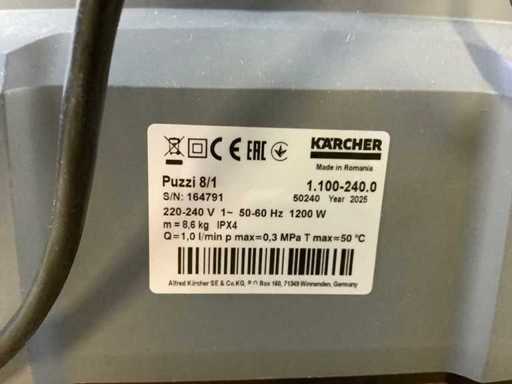 CE EAC KÄRCHER
Made in Romania
Puzzi 8/1 1.100-240.0
S/N: 164791 50240 Year 2025
220-240 V 1~ 50-60 Hz 1200 W
m = 8,6 kg IPX4
Q=1,0 l/min p max=0,3 MPa T max=50 °C
Alfred Kärcher SE & Co.KG, P.O Box 160, 71349 Winnenden, Germany